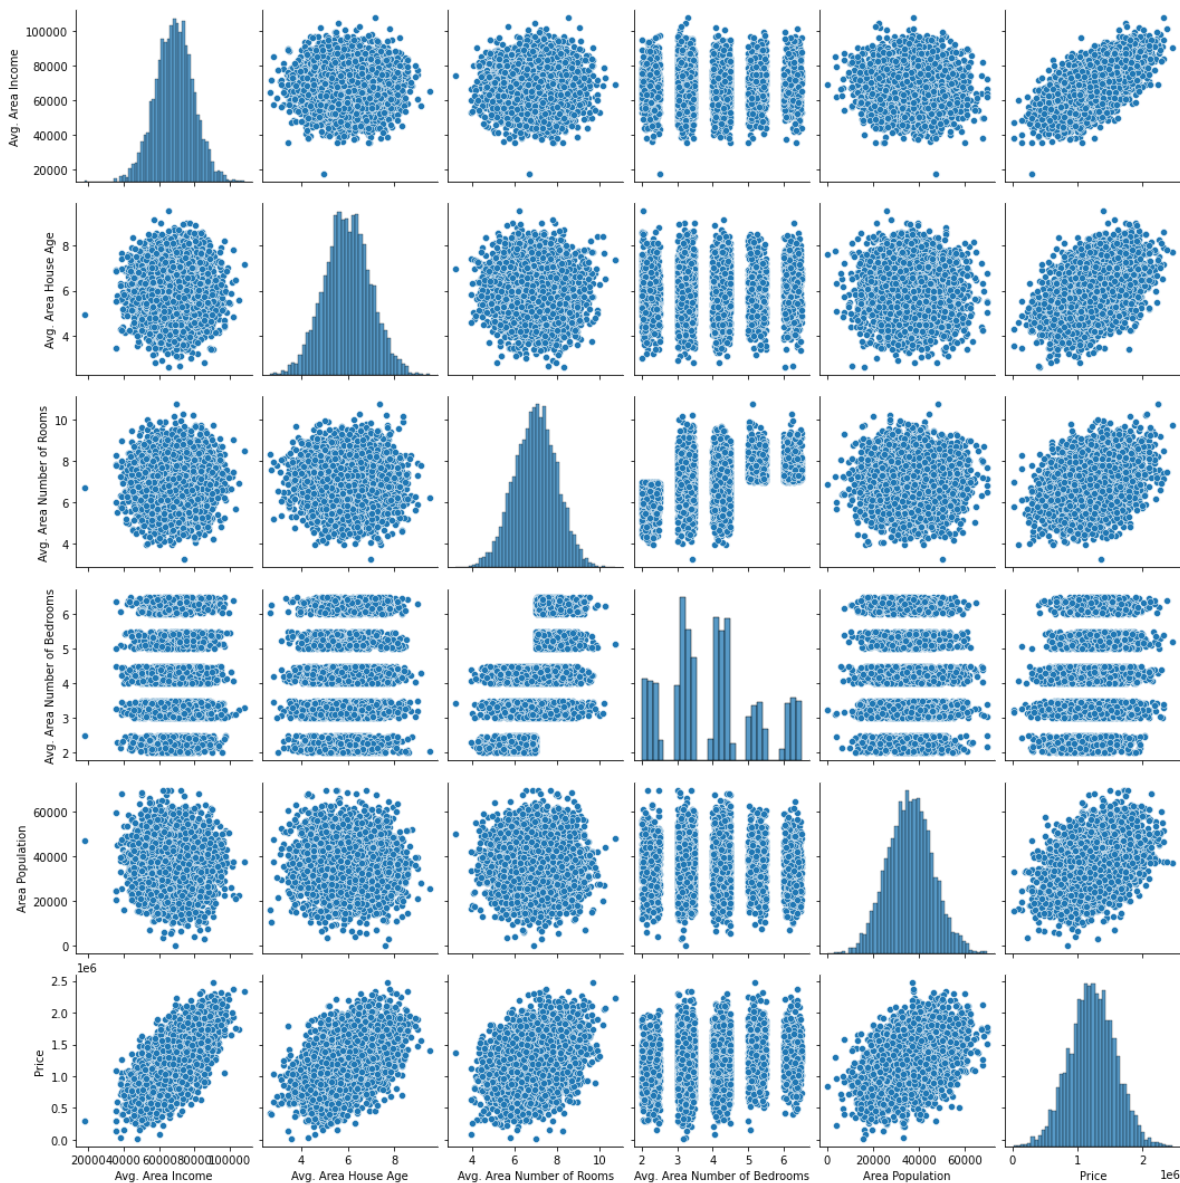 100000
80000
60000
40000
20000
Avg. Area Income
8
6
4
Avg. Area House Age
10
8
6
4
Avg. Area Number of Rooms
6
5
4
3
2
Avg. Area Number of Bedrooms
60000
40000
20000
0
Area Population
1e6
2.5
2.0
1.5
1.0
0.5
0.0
Price
20000 40000 60000 80000 100000
4 6 8
4 6 8 10
2 3 4 5 6
0 20000 40000 60000
0 1 2
1e6
Avg. Area Income
Avg. Area House Age
Avg. Area Number of Rooms
Avg. Area Number of Bedrooms
Area Population
Price